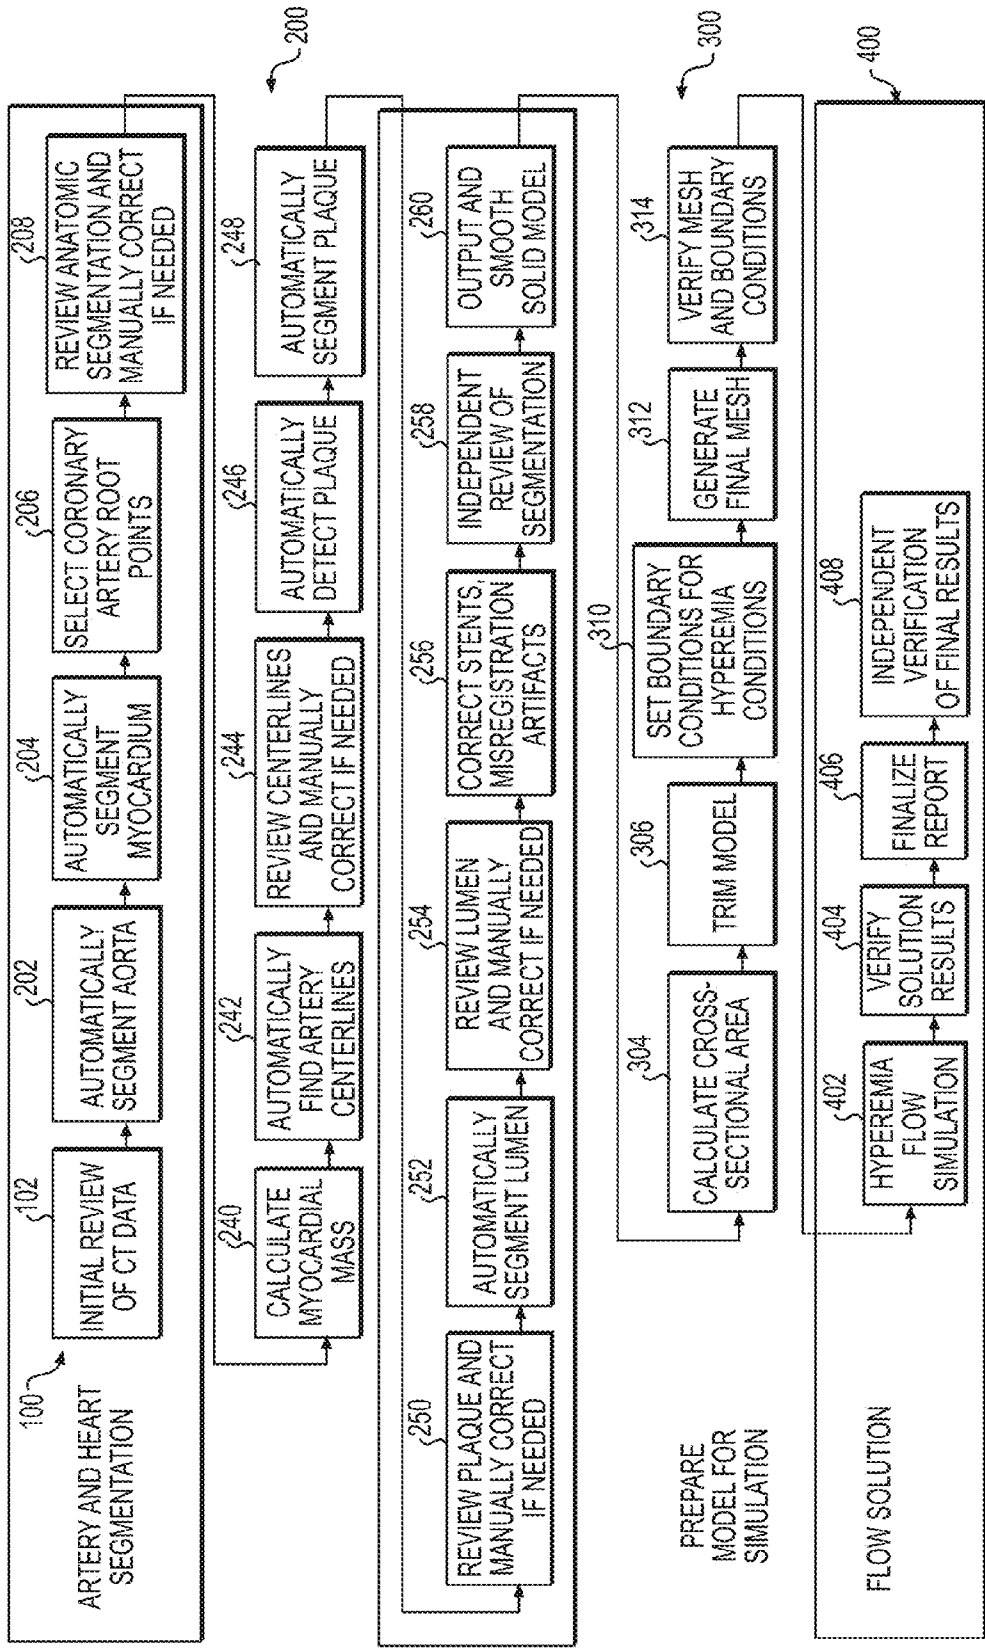 ARTERY AND HEART
SEGMENTATION
100
102
INITIAL REVIEW
OF CT DATA
202
AUTOMATICALLY
SEGMENT AORTA
204
AUTOMATICALLY
SEGMENT
MYOCARDIUM
206
SELECT CORONARY
ARTERY ROOT
POINTS
208
REVIEW ANATOMIC
SEGMENTATION AND
MANUALLY CORRECT
IF NEEDED
200
240
CALCULATE
MYOCARDIAL
MASS
242
AUTOMATICALLY
FIND ARTERY
CENTERLINES
244
REVIEW CENTERLINES
AND MANUALLY
CORRECT IF NEEDED
246
AUTOMATICALLY
DETECT PLAQUE
248
AUTOMATICALLY
SEGMENT PLAQUE
250
REVIEW PLAQUE AND
MANUALLY CORRECT
IF NEEDED
252
AUTOMATICALLY
SEGMENT LUMEN
254
REVIEW LUMEN
AND MANUALLY
CORRECT IF NEEDED
256
CORRECT STENTS,
MISREGISTRATION
ARTIFACTS
258
INDEPENDENT
REVIEW OF
SEGMENTATION
260
OUTPUT AND
SMOOTH
SOLID MODEL
PREPARE
MODEL FOR
SIMULATION
300
304
CALCULATE CROSS-
SECTIONAL AREA
306
TRIM MODEL
310
SET BOUNDARY
CONDITIONS FOR
HYPEREMIA
CONDITIONS
312
GENERATE
FINAL MESH
314
VERIFY MESH
AND BOUNDARY
CONDITIONS
FLOW SOLUTION
400
402
HYPEREMIA
FLOW
SIMULATION
404
VERIFY
SOLUTION
RESULTS
406
FINALIZE
REPORT
408
INDEPENDENT
VERIFICATION
OF FINAL RESULTS